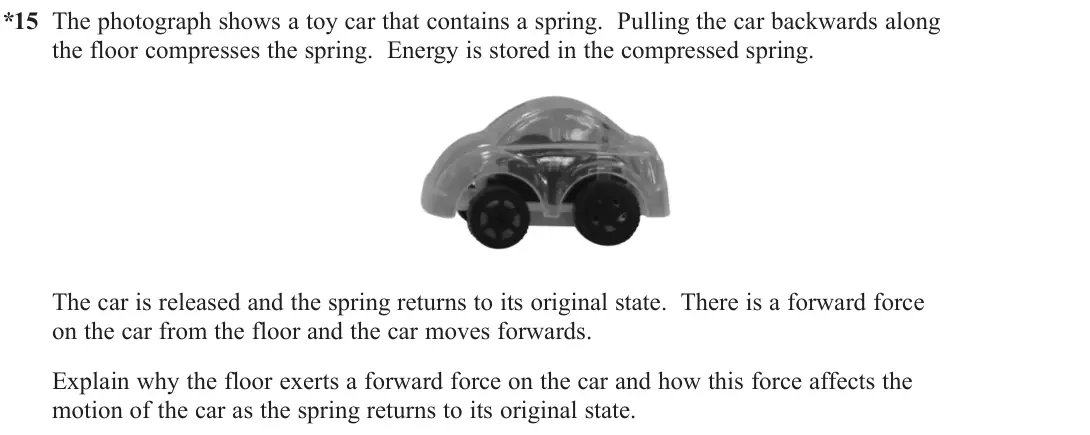 *15 The photograph shows a toy car that contains a spring. Pulling the car backwards along
the floor compresses the spring. Energy is stored in the compressed spring.
The car is released and the spring returns to its original state. There is a forward force
on the car from the floor and the car moves forwards.
Explain why the floor exerts a forward force on the car and how this force affects the
motion of the car as the spring returns to its original state.